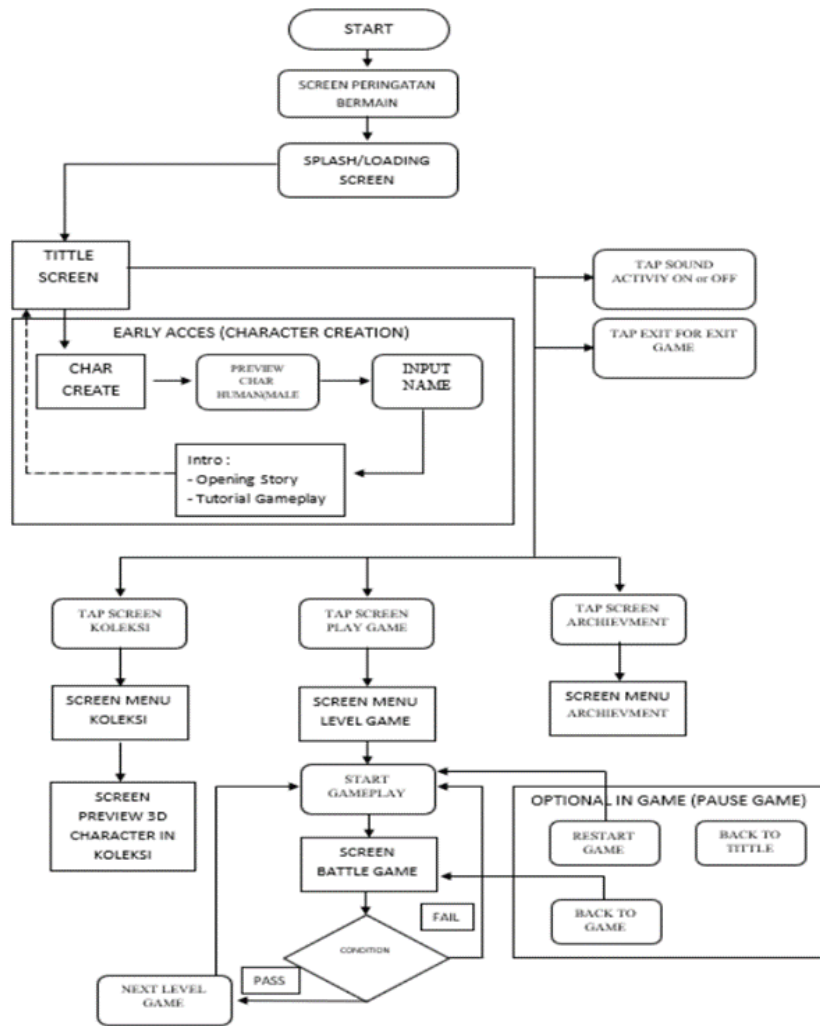 START
SCREEN PERINGATAN
BERMAIN
SPLASH/LOADING
SCREEN
TITTLE
SCREEN
TAP SOUND
ACTIVIY ON or OFF
TAP EXIT FOR EXIT
GAME
EARLY ACCES (CHARACTER CREATION)
CHAR
CREATE
PREVIEW
CHAR
HUMAN(MALE
INPUT
NAME
Intro :
- Opening Story
- Tutorial Gameplay
TAP SCREEN
KOLEKSI
TAP SCREEN
PLAY GAME
TAP SCREEN
ARCHIEVMENT
SCREEN MENU
KOLEKSI
SCREEN MENU
LEVEL GAME
SCREEN MENU
ARCHIEVMENT
SCREEN
PREVIEW 3D
CHARACTER IN
KOLEKSI
START
GAMEPLAY
OPTIONAL IN GAME (PAUSE GAME)
RESTART
GAME
BACK TO
TITTLE
SCREEN
BATTLE GAME
BACK TO
GAME
FAIL
CONDITION
PASS
NEXT LEVEL
GAME